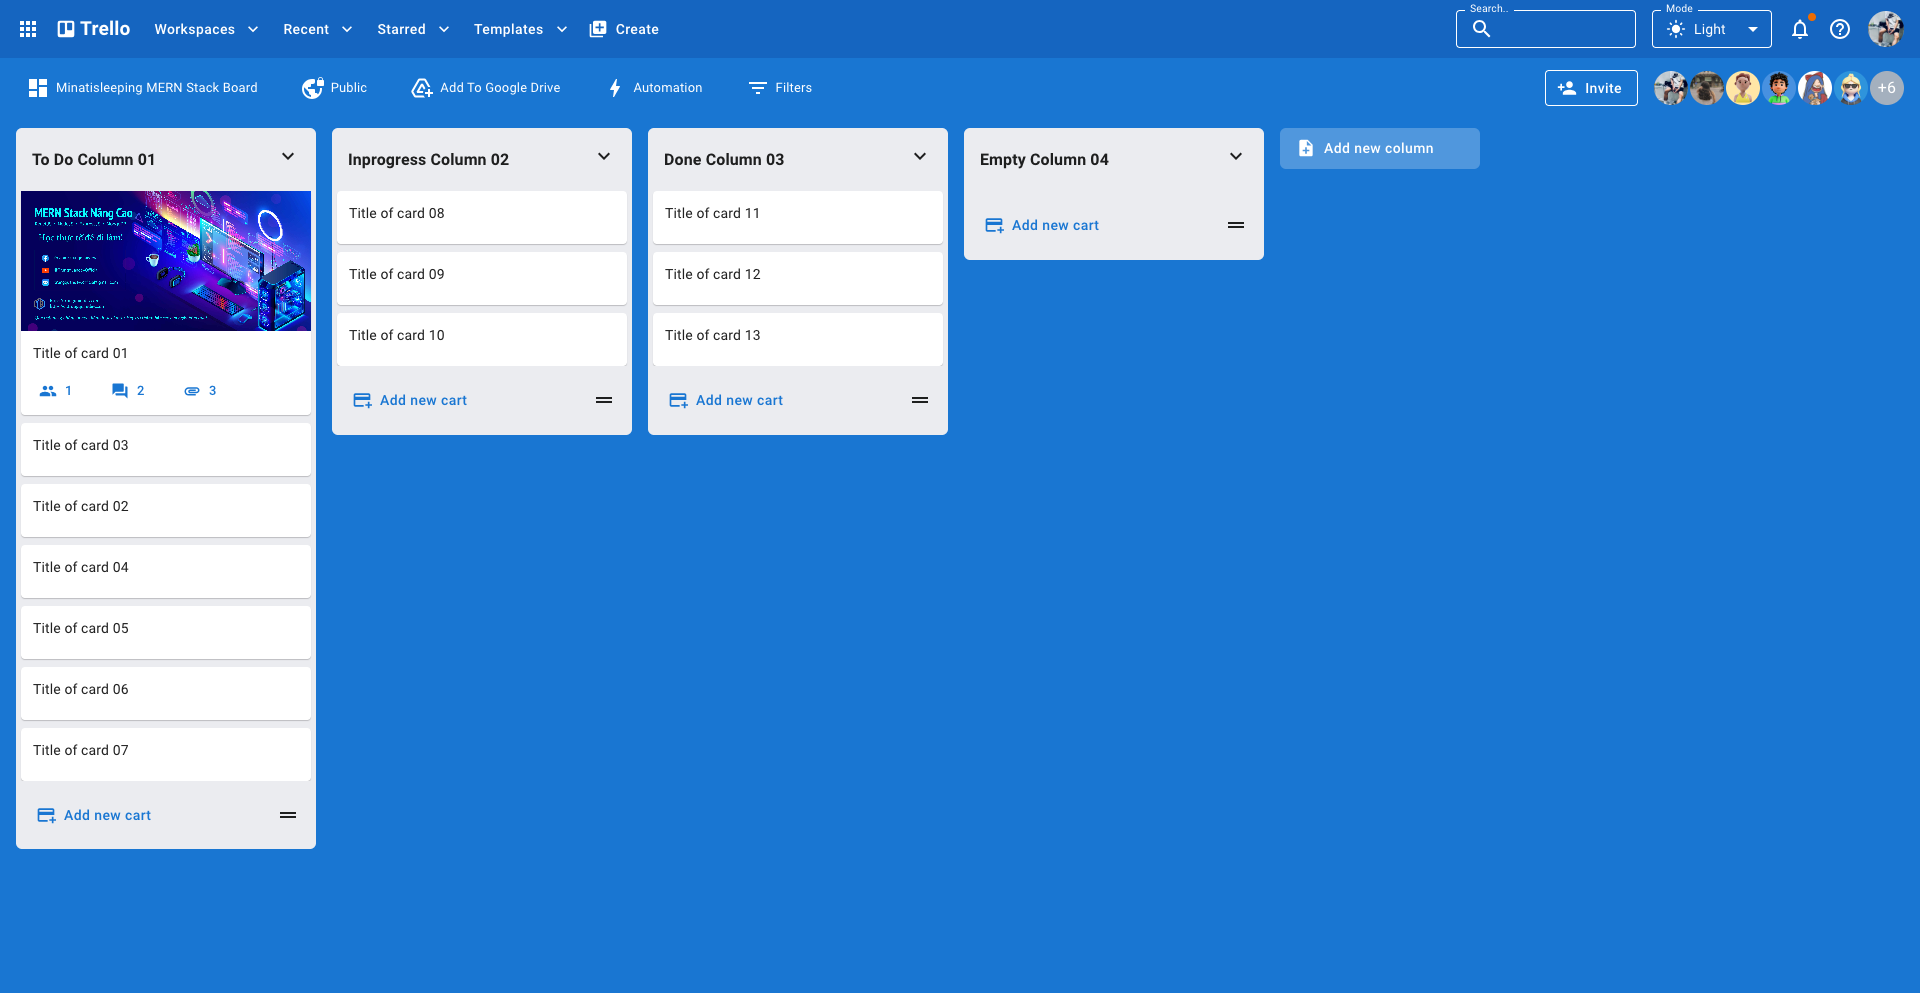 Trello
Workspaces
Recent
Starred
Templates
Create
Search..
Mode
Light
Minatisleeping MERN Stack Board
Public
Add To Google Drive
Automation
Filters
Invite
+6
To Do Column 01
MERN Stack Nâng Cao
Học thực tế để đi làm!
Title of card 01
1
2
3
Title of card 03
Title of card 02
Title of card 04
Title of card 05
Title of card 06
Title of card 07
Add new cart
Inprogress Column 02
Title of card 08
Title of card 09
Title of card 10
Add new cart
Done Column 03
Title of card 11
Title of card 12
Title of card 13
Add new cart
Empty Column 04
Add new cart
Add new column